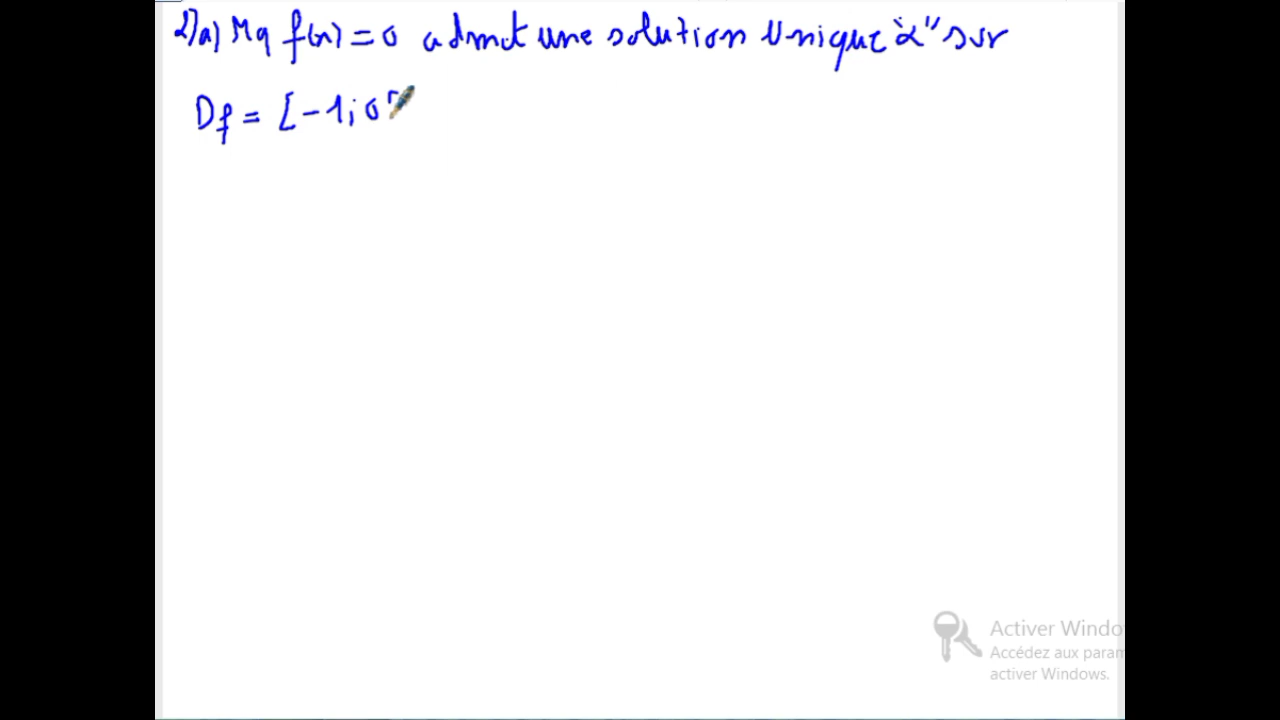 2)a) Mq f(x) = 0 admet une solution unique "α" sur
Df = [-1; 0[
Activer Windo
Accédez aux param
activer Windows.